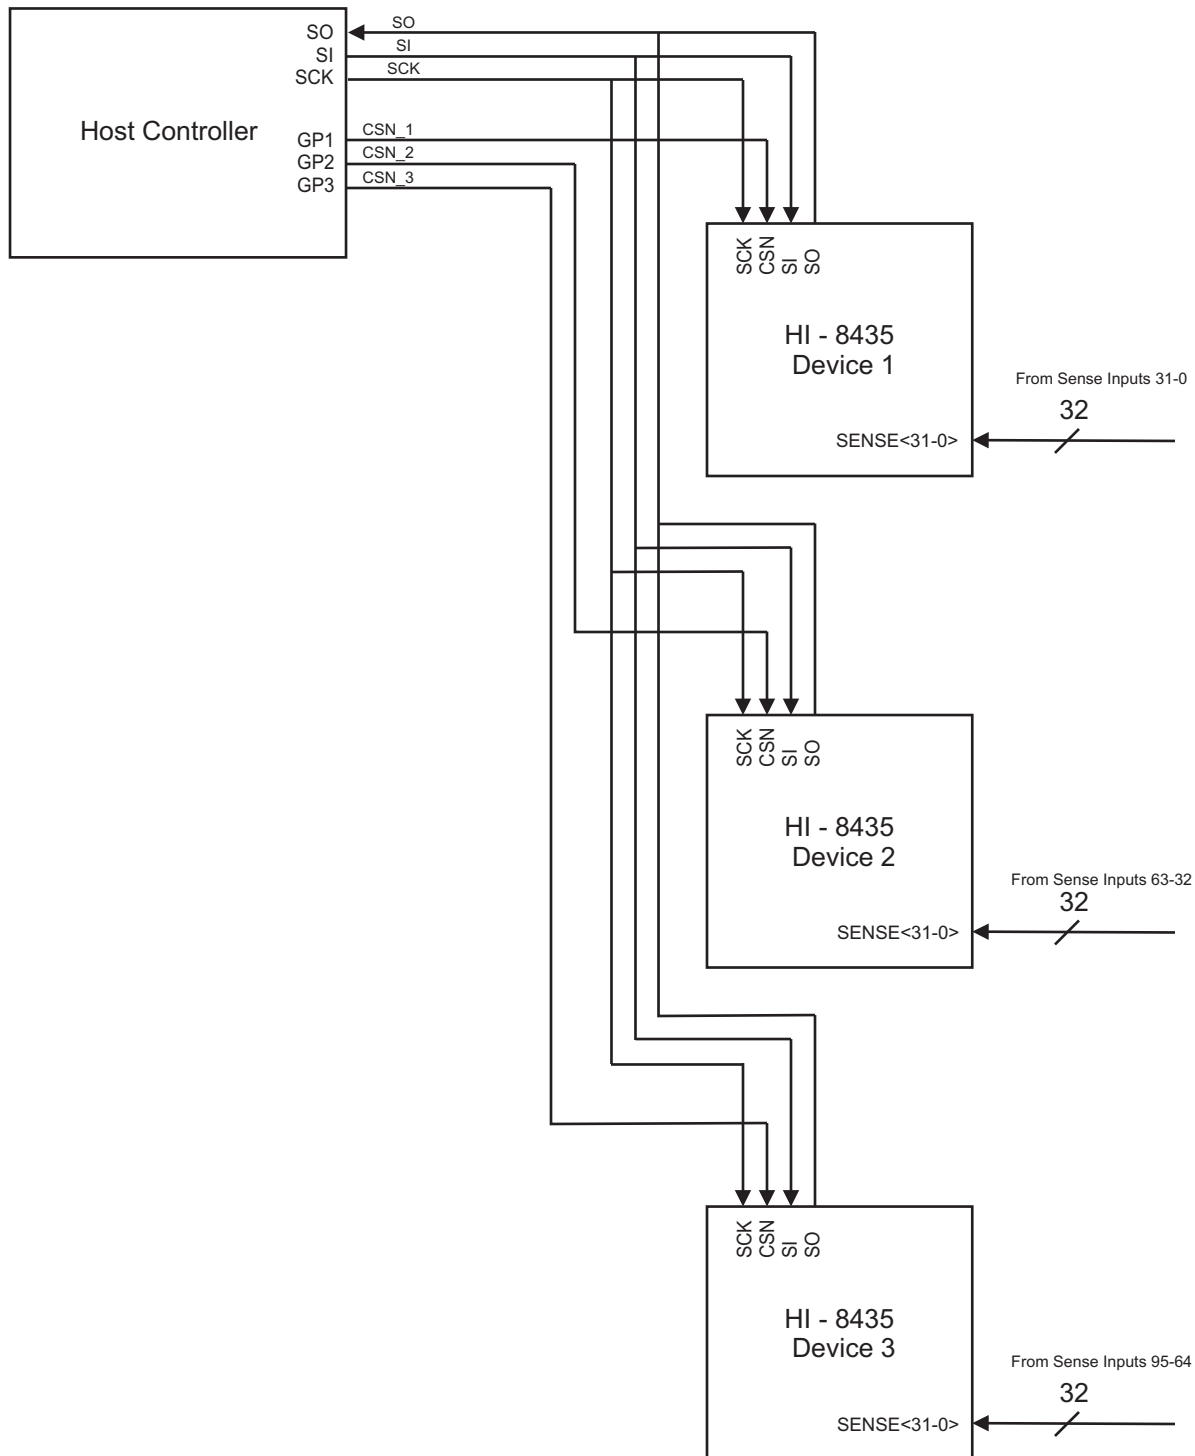 SO
SI
SCK
Host Controller
GP1
GP2
GP3
SO
SI
SCK
CSN_1
CSN_2
CSN_3
SCK
CSN
SI
SO
HI - 8435
Device 1
SENSE<31-0>
From Sense Inputs 31-0
32
SCK
CSN
SI
SO
HI - 8435
Device 2
SENSE<31-0>
From Sense Inputs 63-32
32
SCK
CSN
SI
SO
HI - 8435
Device 3
SENSE<31-0>
From Sense Inputs 95-64
32